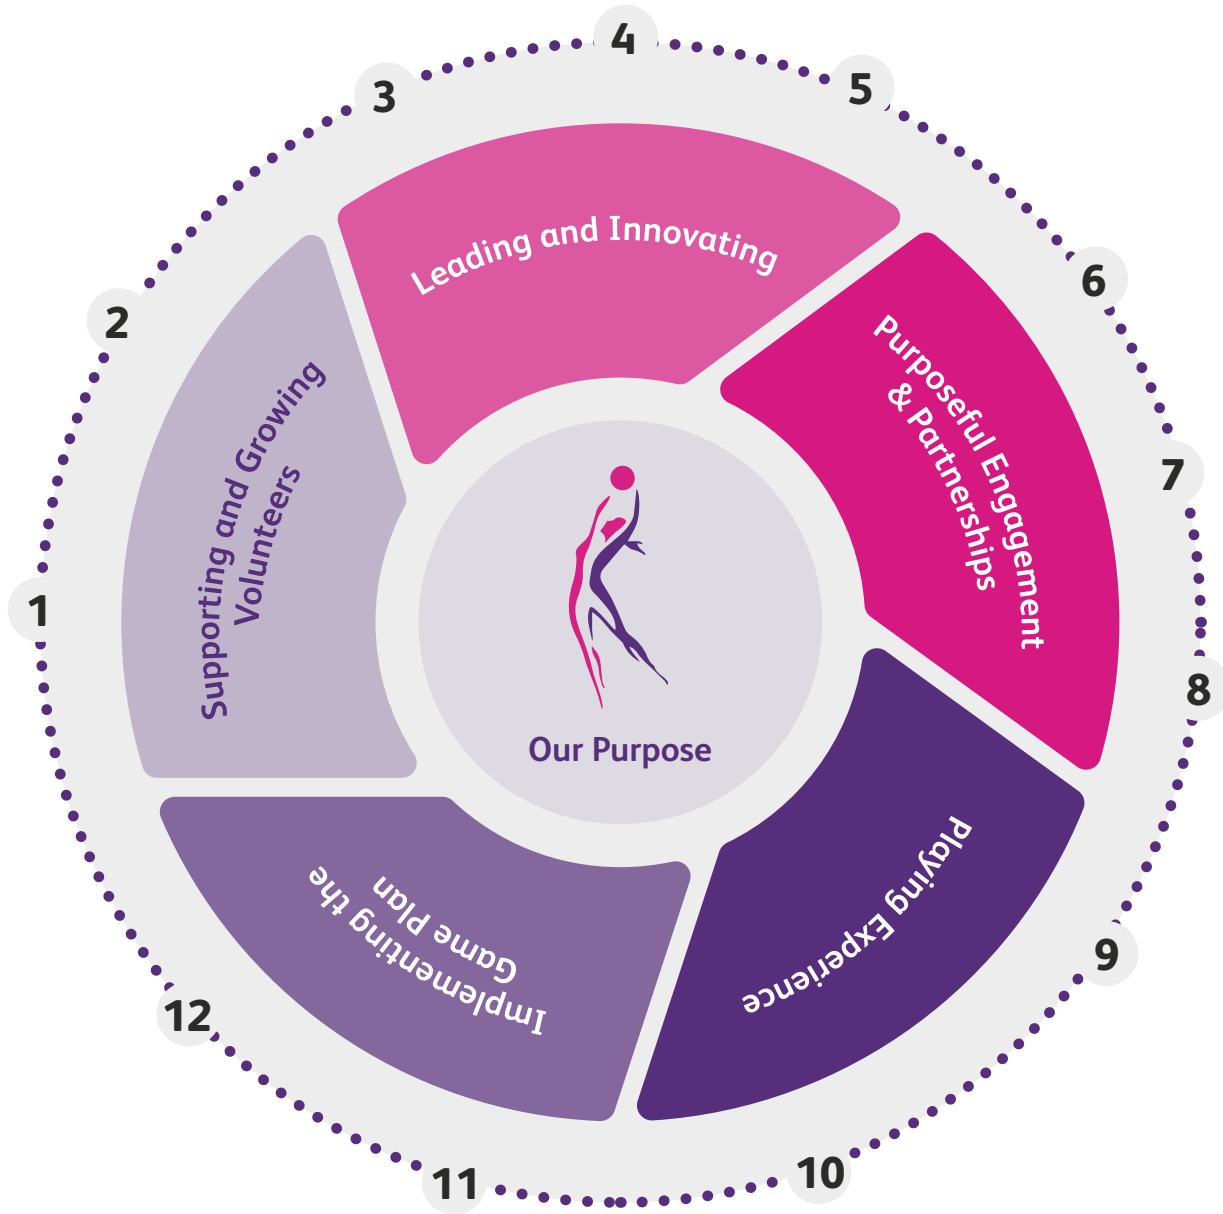 1
2
3
4
5
6
7
8
9
10
11
12
Supporting and Growing
Volunteers
Leading and Innovating
Purposeful Engagement
& Partnerships
Playing Experience
Implementing the
Game Plan
Our Purpose